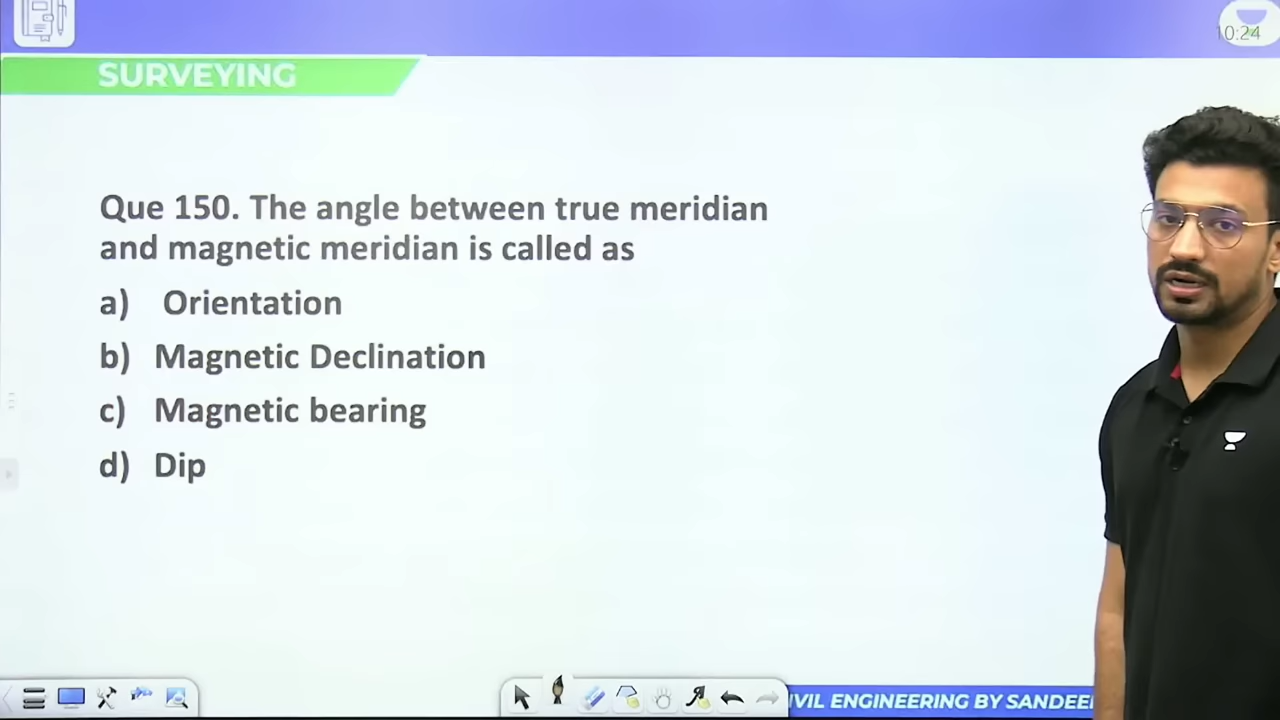 10:24
SURVEYING
Que 150. The angle between true meridian
and magnetic meridian is called as
a) Orientation
b) Magnetic Declination
c) Magnetic bearing
d) Dip
IVIL ENGINEERING BY SANDEE